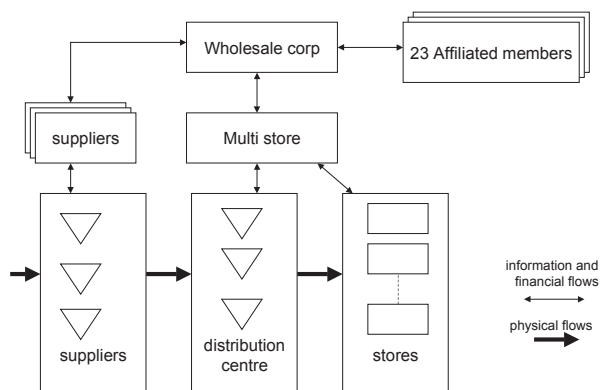 Wholesale corp
23 Affiliated members
suppliers
Multi store
suppliers
distribution
centre
stores
information and
financial flows
physical flows